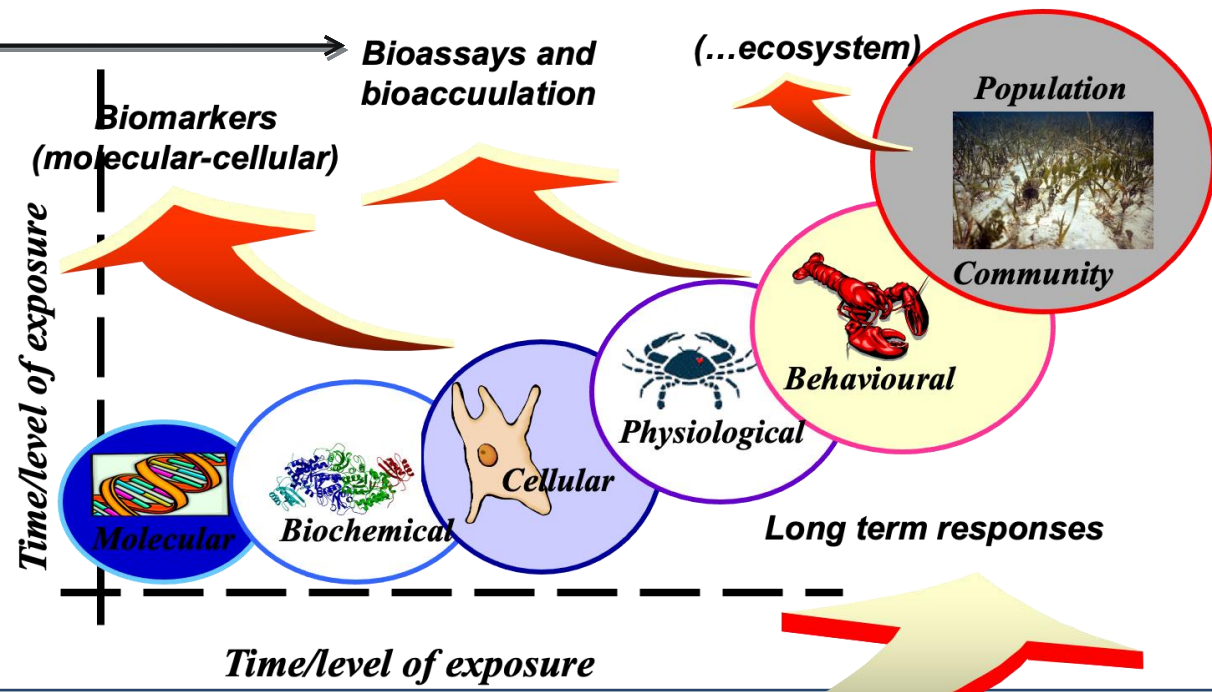 Bioassays and
bioaccuulation
(...ecosystem)
Population
Biomarkers
(molecular-cellular)
Community
Time/level of exposure
Behavioural
Physiological
Cellular
Biochemical
Molecular
Long term responses
Time/level of exposure